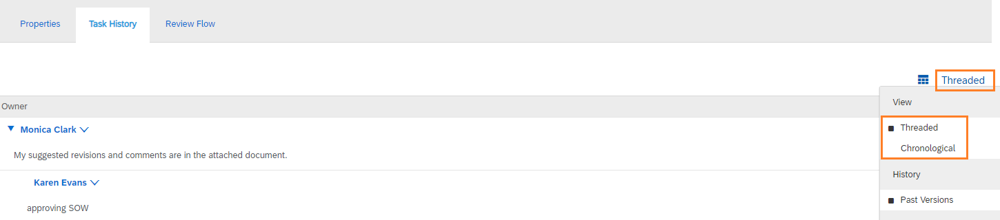 Properties Task History Review Flow
Threaded
View
Owner
Threaded
Monica Clark
Chronological
My suggested revisions and comments are in the attached document.
History
Karen Evans
Past Versions
approving SOW